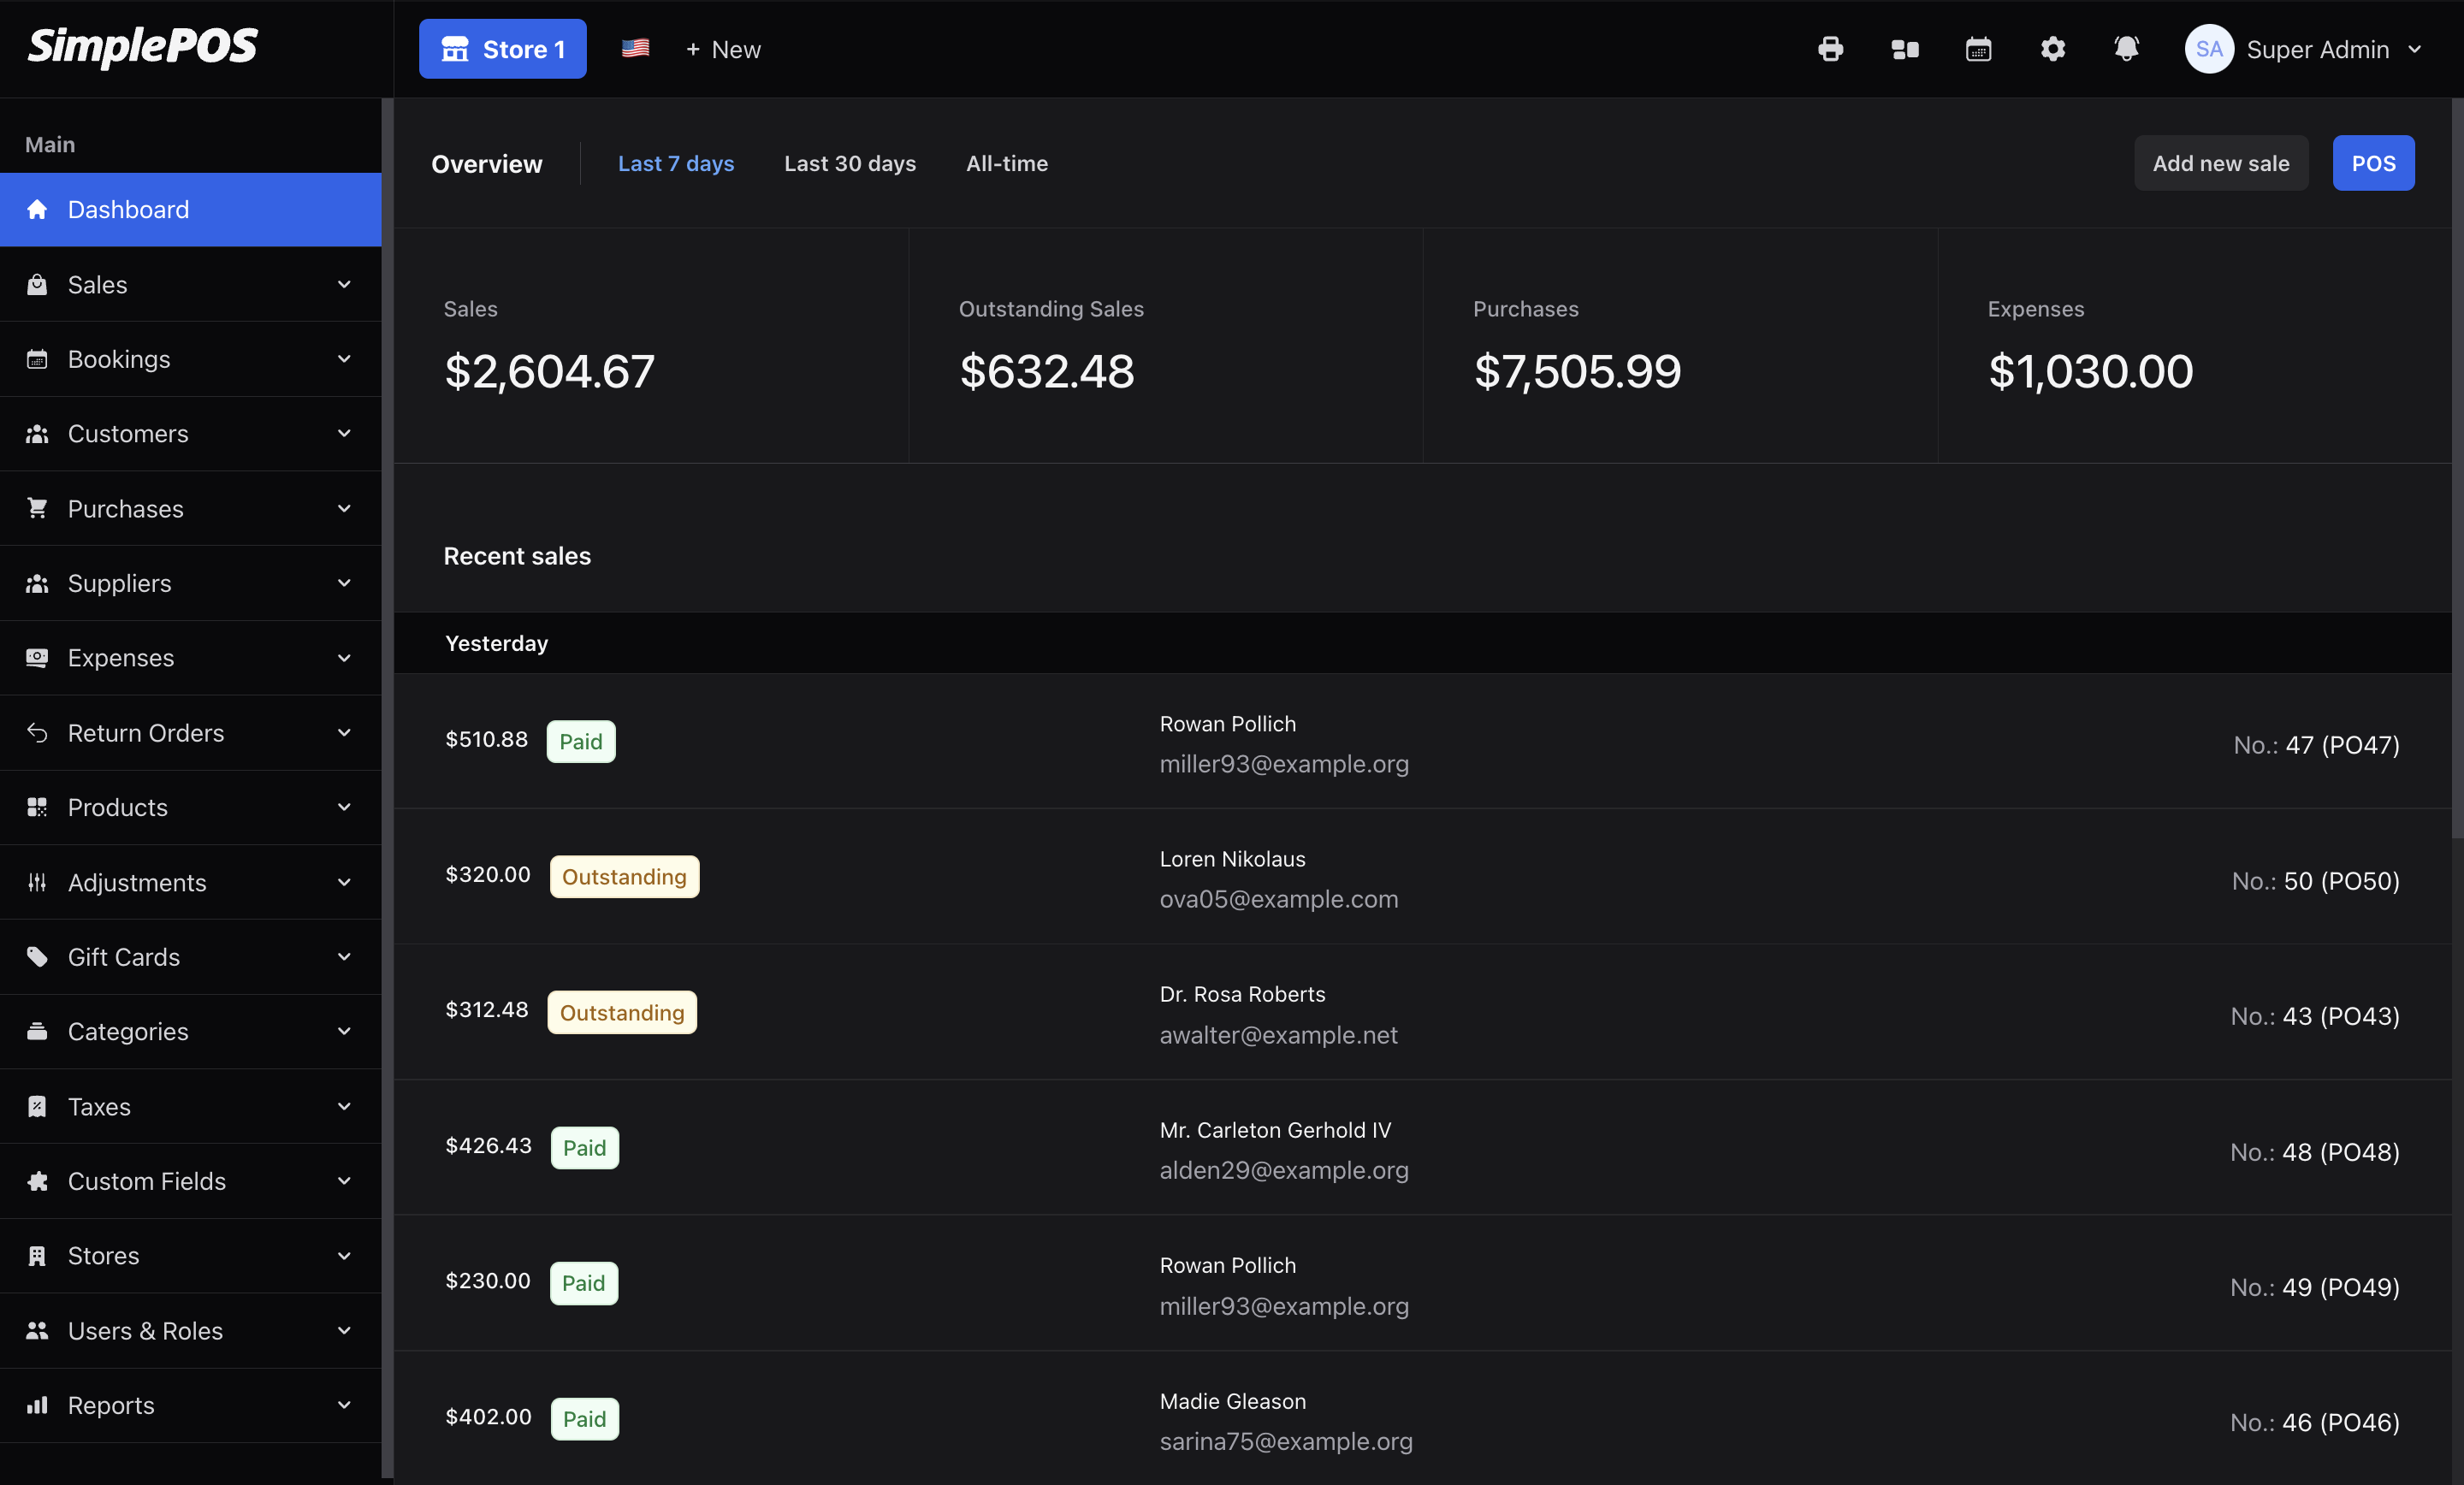 SimplePOS
Store 1
+ New
SA Super Admin
Main
Dashboard
Sales
Bookings
Customers
Purchases
Suppliers
Expenses
Return Orders
Products
Adjustments
Gift Cards
Categories
Taxes
Custom Fields
Stores
Users & Roles
Reports
Overview Last 7 days Last 30 days All-time Add new sale POS
Sales
$2,604.67
Outstanding Sales
$632.48
Purchases
$7,505.99
Expenses
$1,030.00
Recent sales
Yesterday
$510.88 Paid
Rowan Pollich
miller93@example.org
No.: 47 (PO47)
$320.00 Outstanding
Loren Nikolaus
ova05@example.com
No.: 50 (PO50)
$312.48 Outstanding
Dr. Rosa Roberts
awalter@example.net
No.: 43 (PO43)
$426.43 Paid
Mr. Carleton Gerhold IV
alden29@example.org
No.: 48 (PO48)
$230.00 Paid
Rowan Pollich
miller93@example.org
No.: 49 (PO49)
$402.00 Paid
Madie Gleason
sarina75@example.org
No.: 46 (PO46)